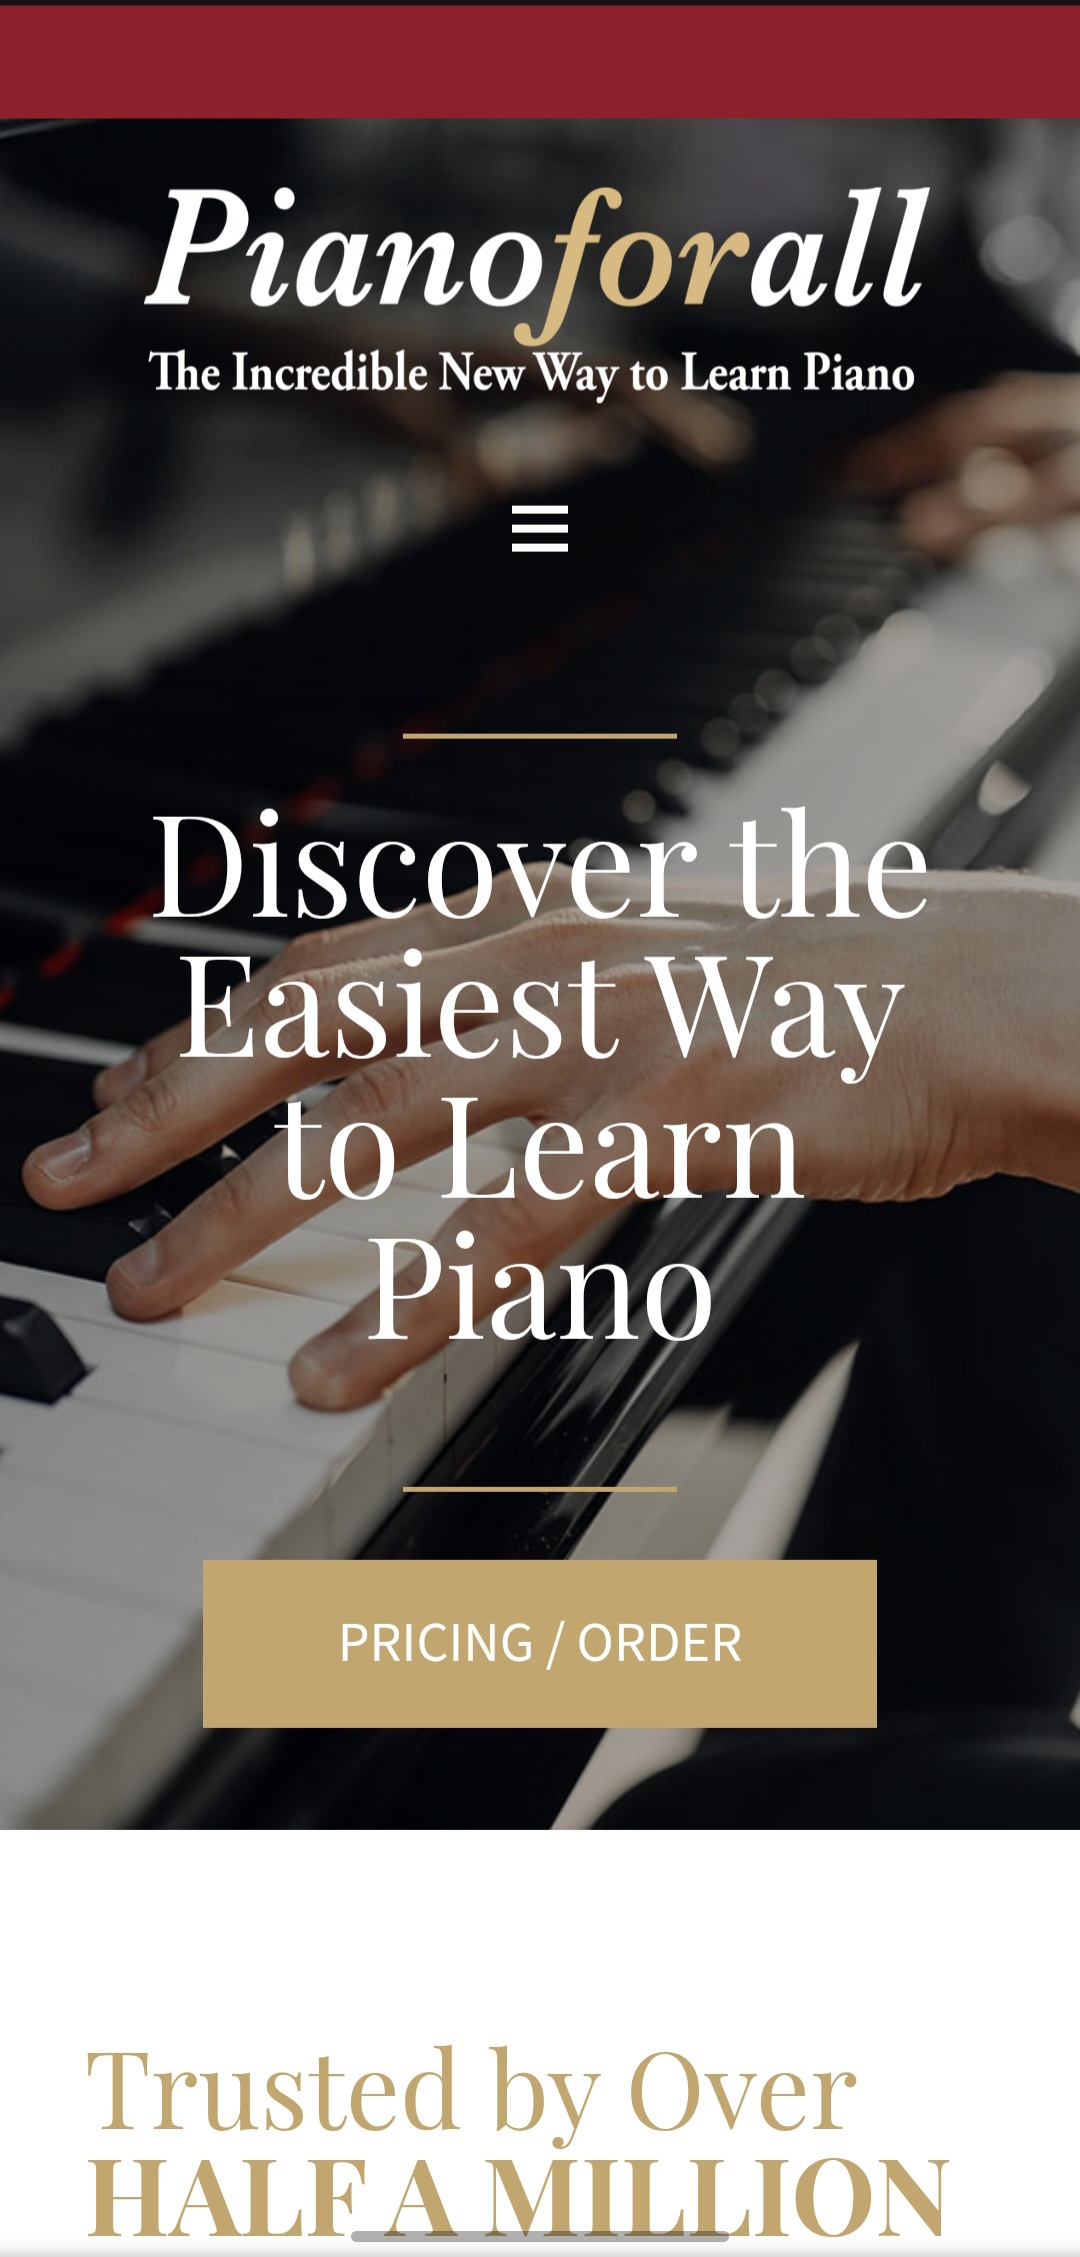 Pianoforall
The Incredible New Way to Learn Piano
Discover the
Easiest Way
to Learn
Piano
PRICING / ORDER
Trusted by Over
HALF A MILLION